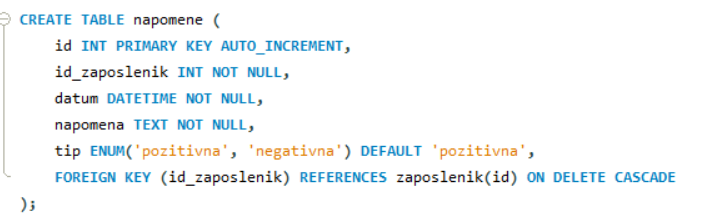 CREATE TABLE napomene (
    id INT PRIMARY KEY AUTO_INCREMENT,
    id_zaposlenik INT NOT NULL,
    datum DATETIME NOT NULL,
    napomena TEXT NOT NULL,
    tip ENUM('pozitivna', 'negativna') DEFAULT 'pozitivna',
    FOREIGN KEY (id_zaposlenik) REFERENCES zaposlenik(id) ON DELETE CASCADE
);